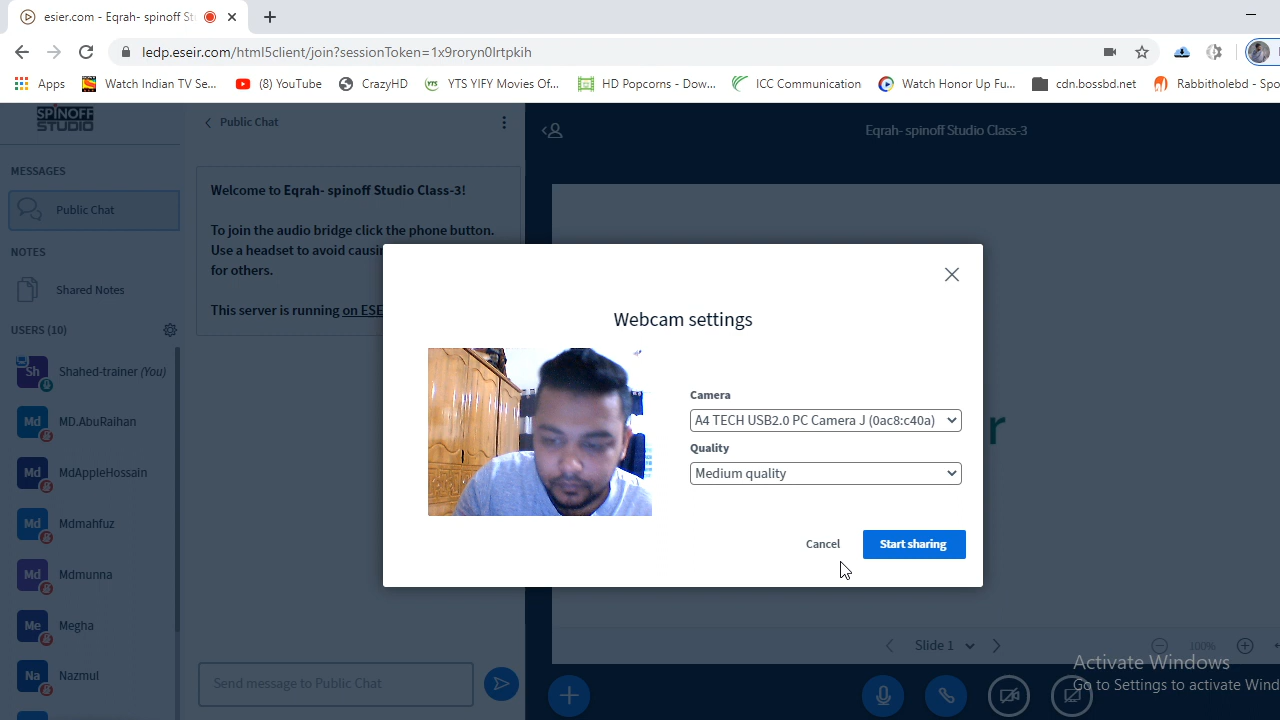 esier.com - Eqrah- spinoff St
ledp.eseir.com/html5client/join?sessionToken=1x9roryn0lrtpkih
Apps
Watch Indian TV Se...
(8) YouTube
CrazyHD
YTS YIFY Movies Of...
HD Popcorns - Dow...
ICC Communication
Watch Honor Up Fu...
cdn.bossbd.net
Rabbitholebd - Spo
SPINOFF
STUDIO
MESSAGES
Public Chat
NOTES
Shared Notes
USERS (10)
Sh Shahed-trainer (You)
Md MD.AbuRaihan
Md MdAppleHossain
Md Mdmahfuz
Md Mdmunna
Me Megha
Na Nazmul
Public Chat
Welcome to Eqrah- spinoff Studio Class-3!
To join the audio bridge click the phone button.
Use a headset to avoid causin
for others.
This server is running on ESE
Send message to Public Chat
Eqrah- spinoff Studio Class-3
r
Webcam settings
Camera
A4 TECH USB2.0 PC Camera J (0ac8:c40a)
Quality
Medium quality
Cancel
Start sharing
Slide 1
100%
Activate Windows
Go to Settings to activate Wind